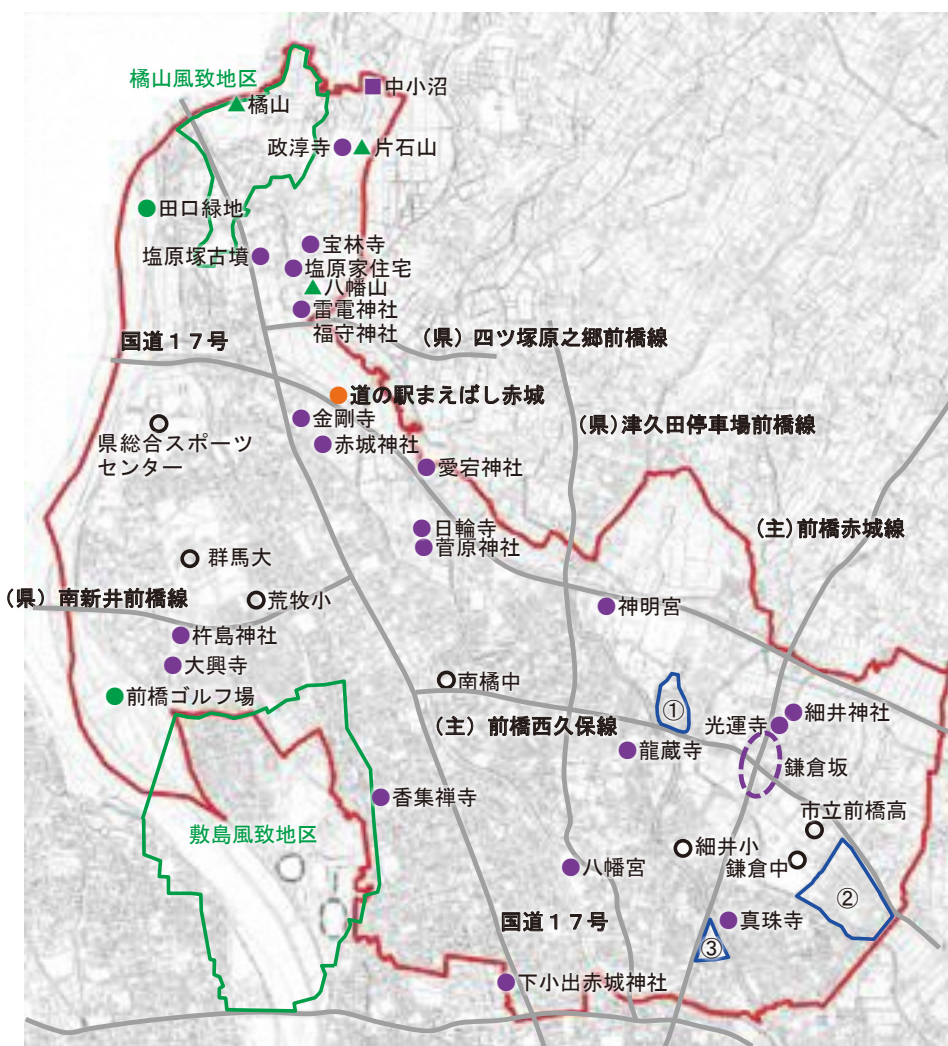 橘山風致地区
中小沼
橘山
政淳寺
片石山
田口緑地
宝林寺
塩原塚古墳
塩原家住宅
八幡山
雷電神社
福守神社
国道17号
(県)四ツ塚原之郷前橋線
道の駅まえばし赤城
金剛寺
(県)津久田停車場前橋線
県総合スポーツ
センター
赤城神社
愛宕神社
日輪寺
(主)前橋赤城線
菅原神社
群馬大
(県)南新井前橋線
荒牧小
神明宮
杵島神社
大興寺
南橘中
前橋ゴルフ場
①
細井神社
(主)前橋西久保線
光運寺
龍蔵寺
鎌倉坂
香集禅寺
市立前橋高
敷島風致地区
細井小
鎌倉中
八幡宮
②
国道17号
真珠寺
③
下小出赤城神社